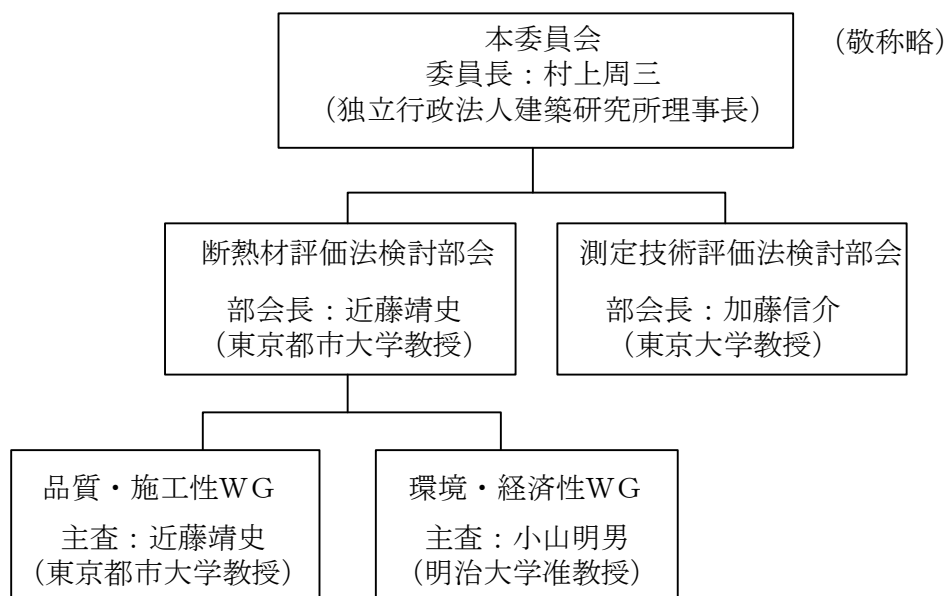 本委員会
委員長：村上周三
（独立行政法人建築研究所理事長）
（敬称略）
断熱材評価法検討部会
部会長：近藤靖史
（東京都市大学教授）
測定技術評価法検討部会
部会長：加藤信介
（東京大学教授）
品質・施工性ＷＧ
主査：近藤靖史
（東京都市大学教授）
環境・経済性ＷＧ
主査：小山明男
（明治大学准教授）